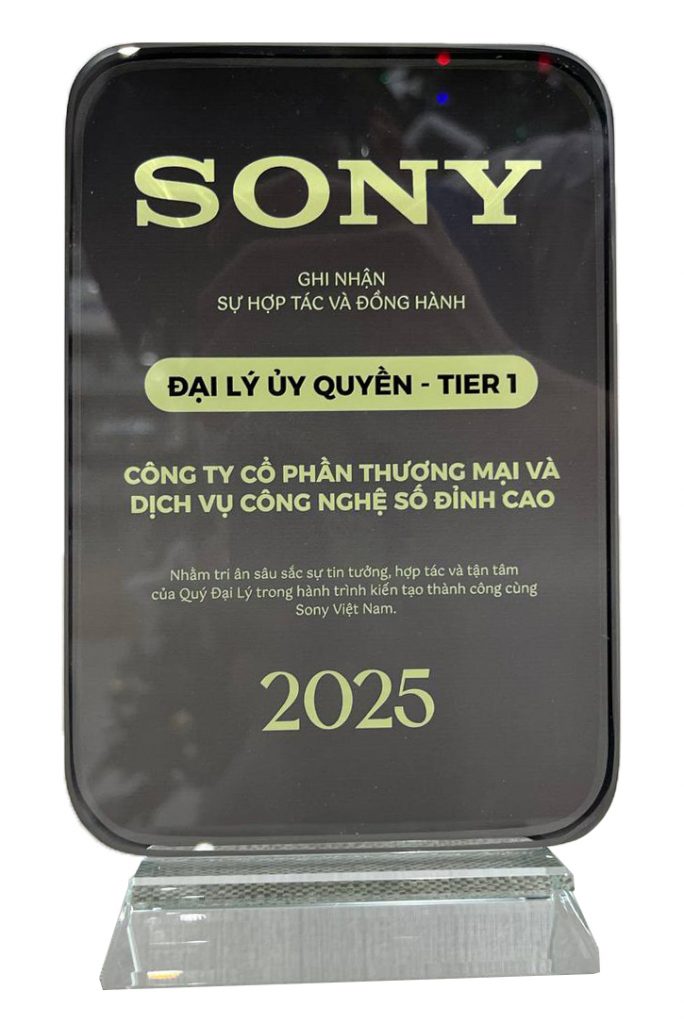 SONY
GHI NHẬN
SỰ HỢP TÁC VÀ ĐỒNG HÀNH
ĐẠI LÝ ỦY QUYỀN - TIER 1
CÔNG TY CỔ PHẦN THƯƠNG MẠI VÀ
DỊCH VỤ CÔNG NGHỆ SỐ ĐỈNH CAO
Nhằm tri ân sâu sắc sự tin tưởng, hợp tác và tận tâm
của Quý Đại Lý trong hành trình kiến tạo thành công cùng
Sony Việt Nam.
2025